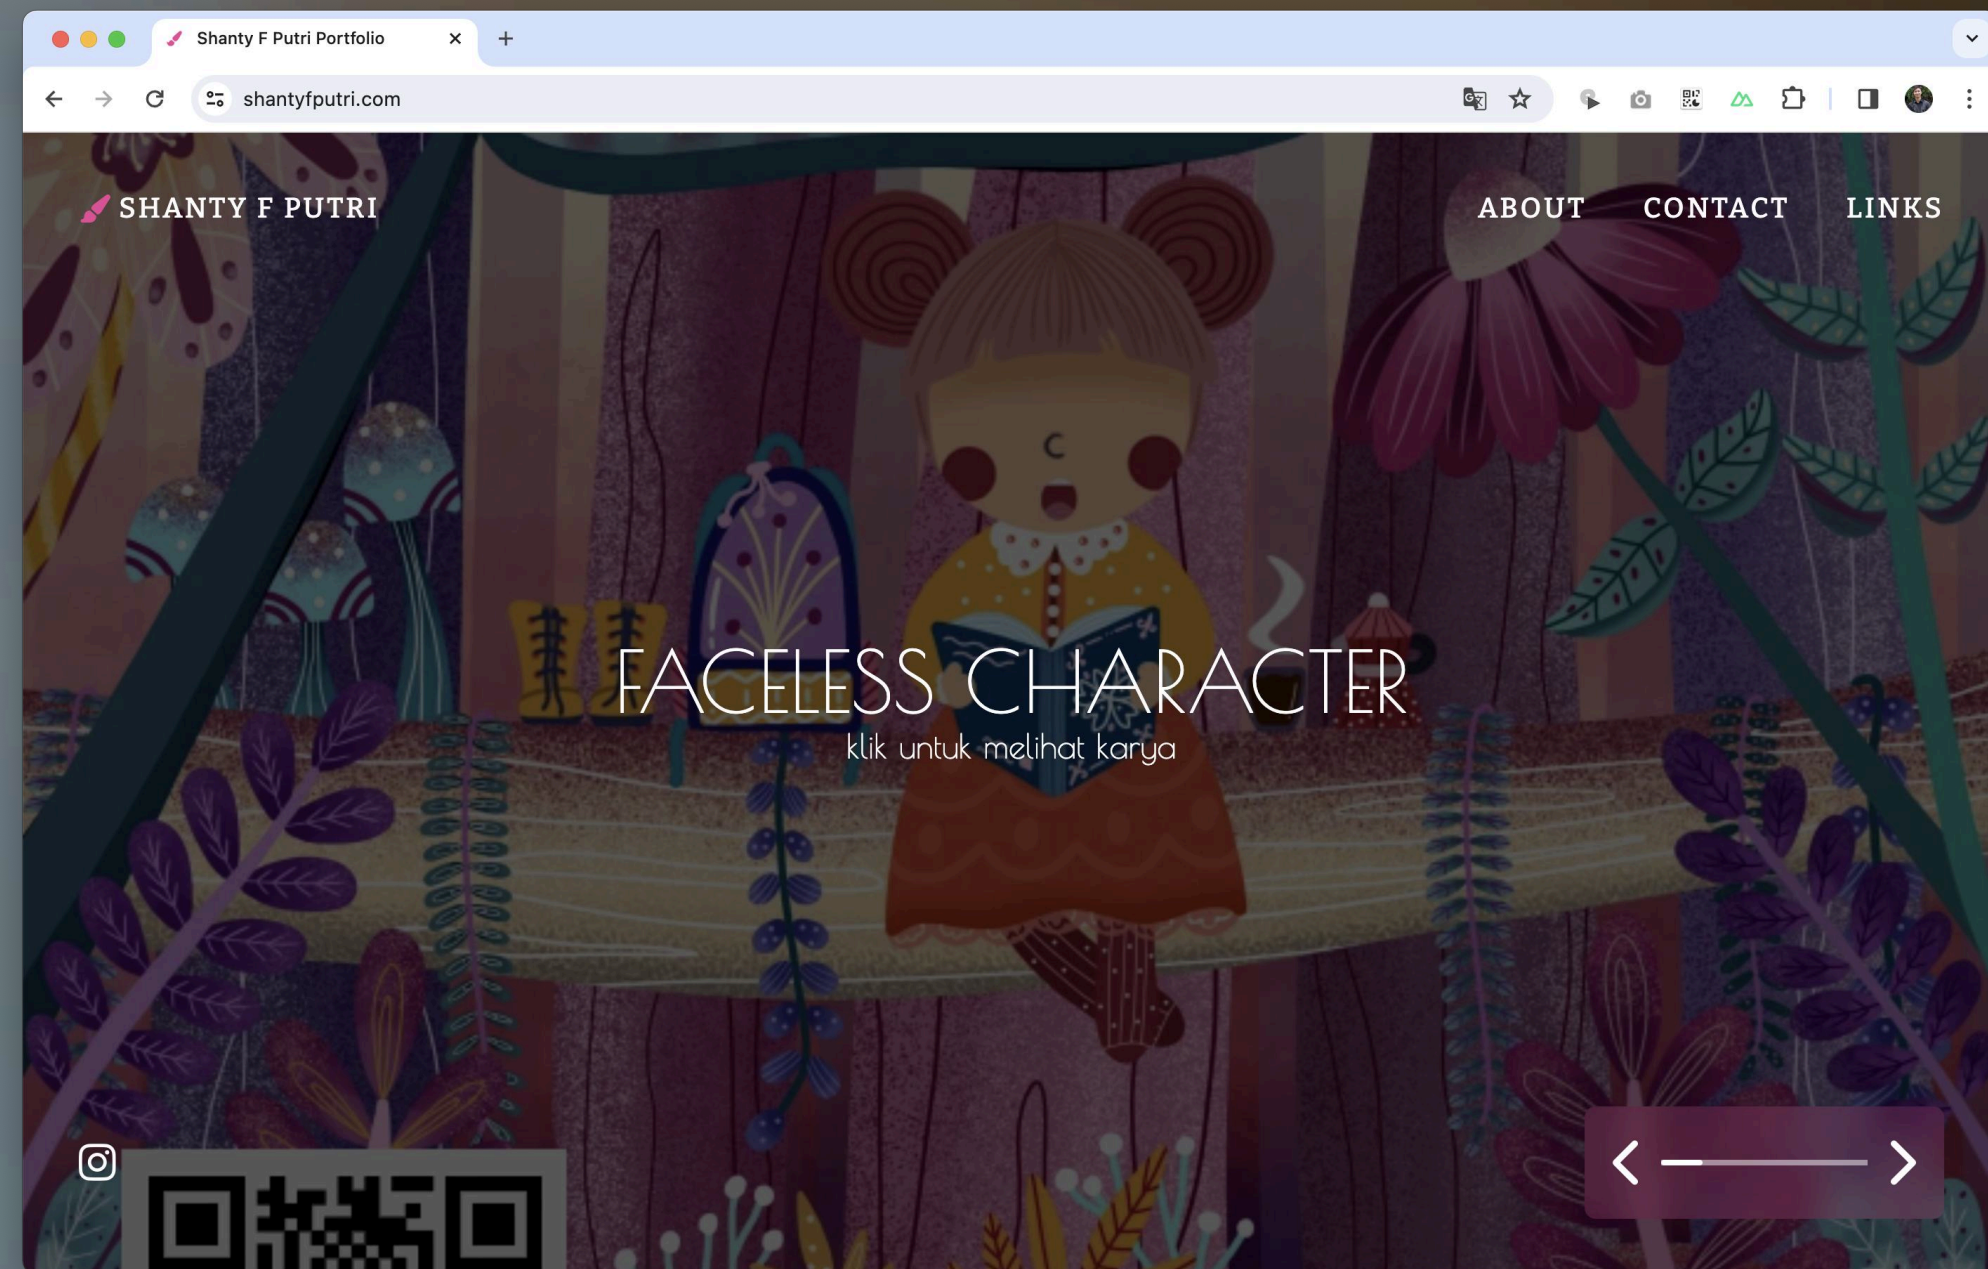 Shanty F Putri Portfolio
shantyfputri.com
SHANTY F PUTRI
ABOUT
CONTACT
LINKS
FACELESS CHARACTER
klik untuk melihat karya